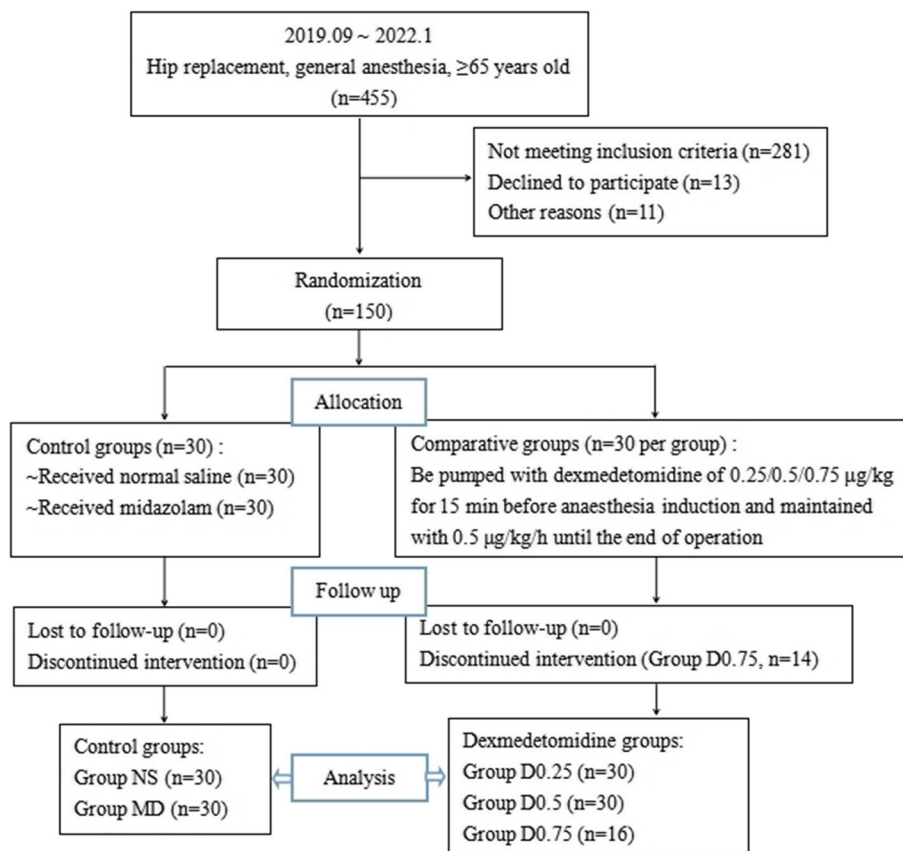 2019.09 ~ 2022.1
Hip replacement, general anesthesia, ≥65 years old
(n=455)
Not meeting inclusion criteria (n=281)
Declined to participate (n=13)
Other reasons (n=11)
Randomization
(n=150)
Allocation
Control groups (n=30) :
~Received normal saline (n=30)
~Received midazolam (n=30)
Comparative groups (n=30 per group) :
Be pumped with dexmedetomidine of 0.25/0.5/0.75 μg/kg
for 15 min before anaesthesia induction and maintained
with 0.5 μg/kg/h until the end of operation
Follow up
Lost to follow-up (n=0)
Discontinued intervention (n=0)
Lost to follow-up (n=0)
Discontinued intervention (Group D0.75, n=14)
Control groups:
Group NS (n=30)
Group MD (n=30)
Analysis
Dexmedetomidine groups:
Group D0.25 (n=30)
Group D0.5 (n=30)
Group D0.75 (n=16)